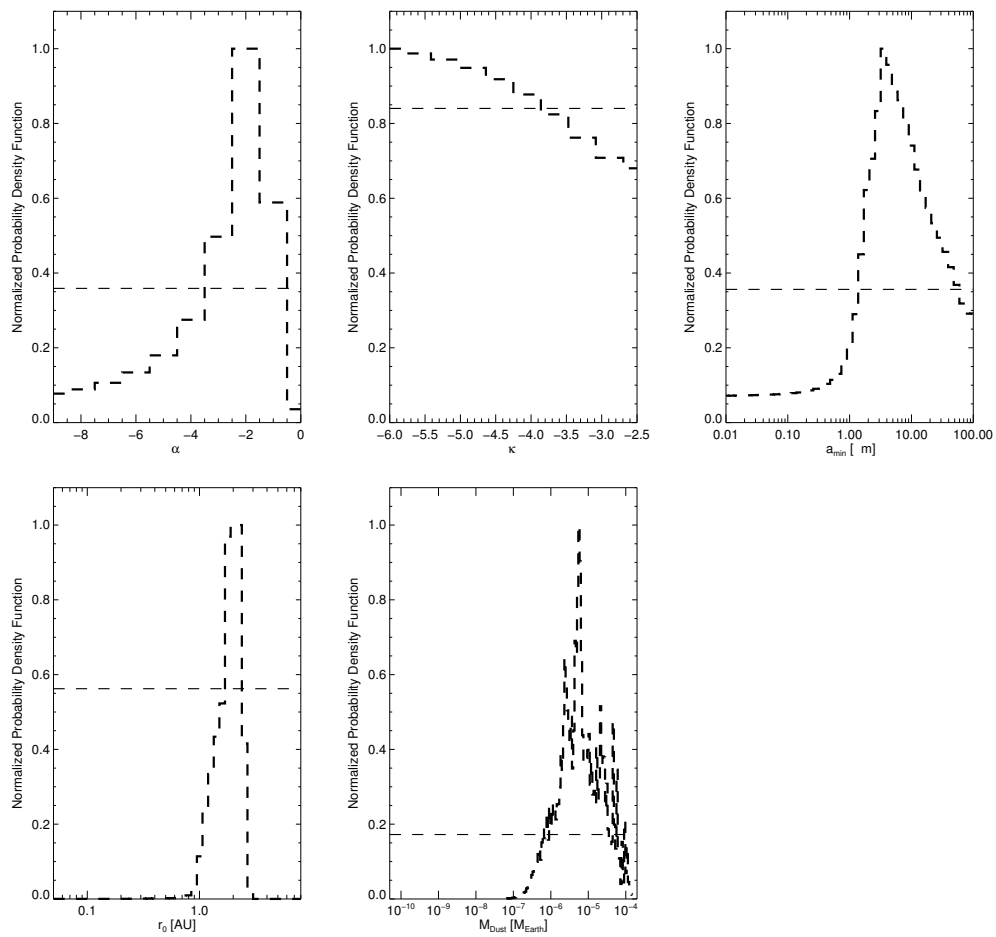 Normalized Probability Density Function
1.0
0.8
0.6
0.4
0.2
0.0
−8 −6 −4 −2 0
α
Normalized Probability Density Function
1.0
0.8
0.6
0.4
0.2
0.0
−6.0 −5.5 −5.0 −4.5 −4.0 −3.5 −3.0 −2.5
κ
Normalized Probability Density Function
1.0
0.8
0.6
0.4
0.2
0.0
0.01 0.10 1.00 10.00 100.00
a_min [ m]
Normalized Probability Density Function
1.0
0.8
0.6
0.4
0.2
0.0
0.1 1.0
r_0 [AU]
Normalized Probability Density Function
1.0
0.8
0.6
0.4
0.2
0.0
10^−10 10^−9 10^−8 10^−7 10^−6 10^−5 10^−4
M_Dust [M_Earth]